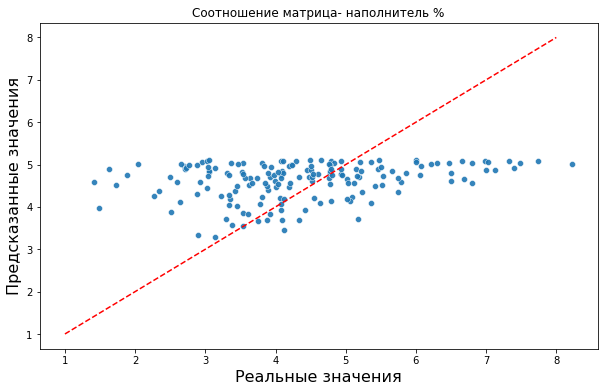 Соотношение матрица- наполнитель %
Предсказанные значения
8
7
6
5
4
3
2
1
1 2 3 4 5 6 7 8
Реальные значения